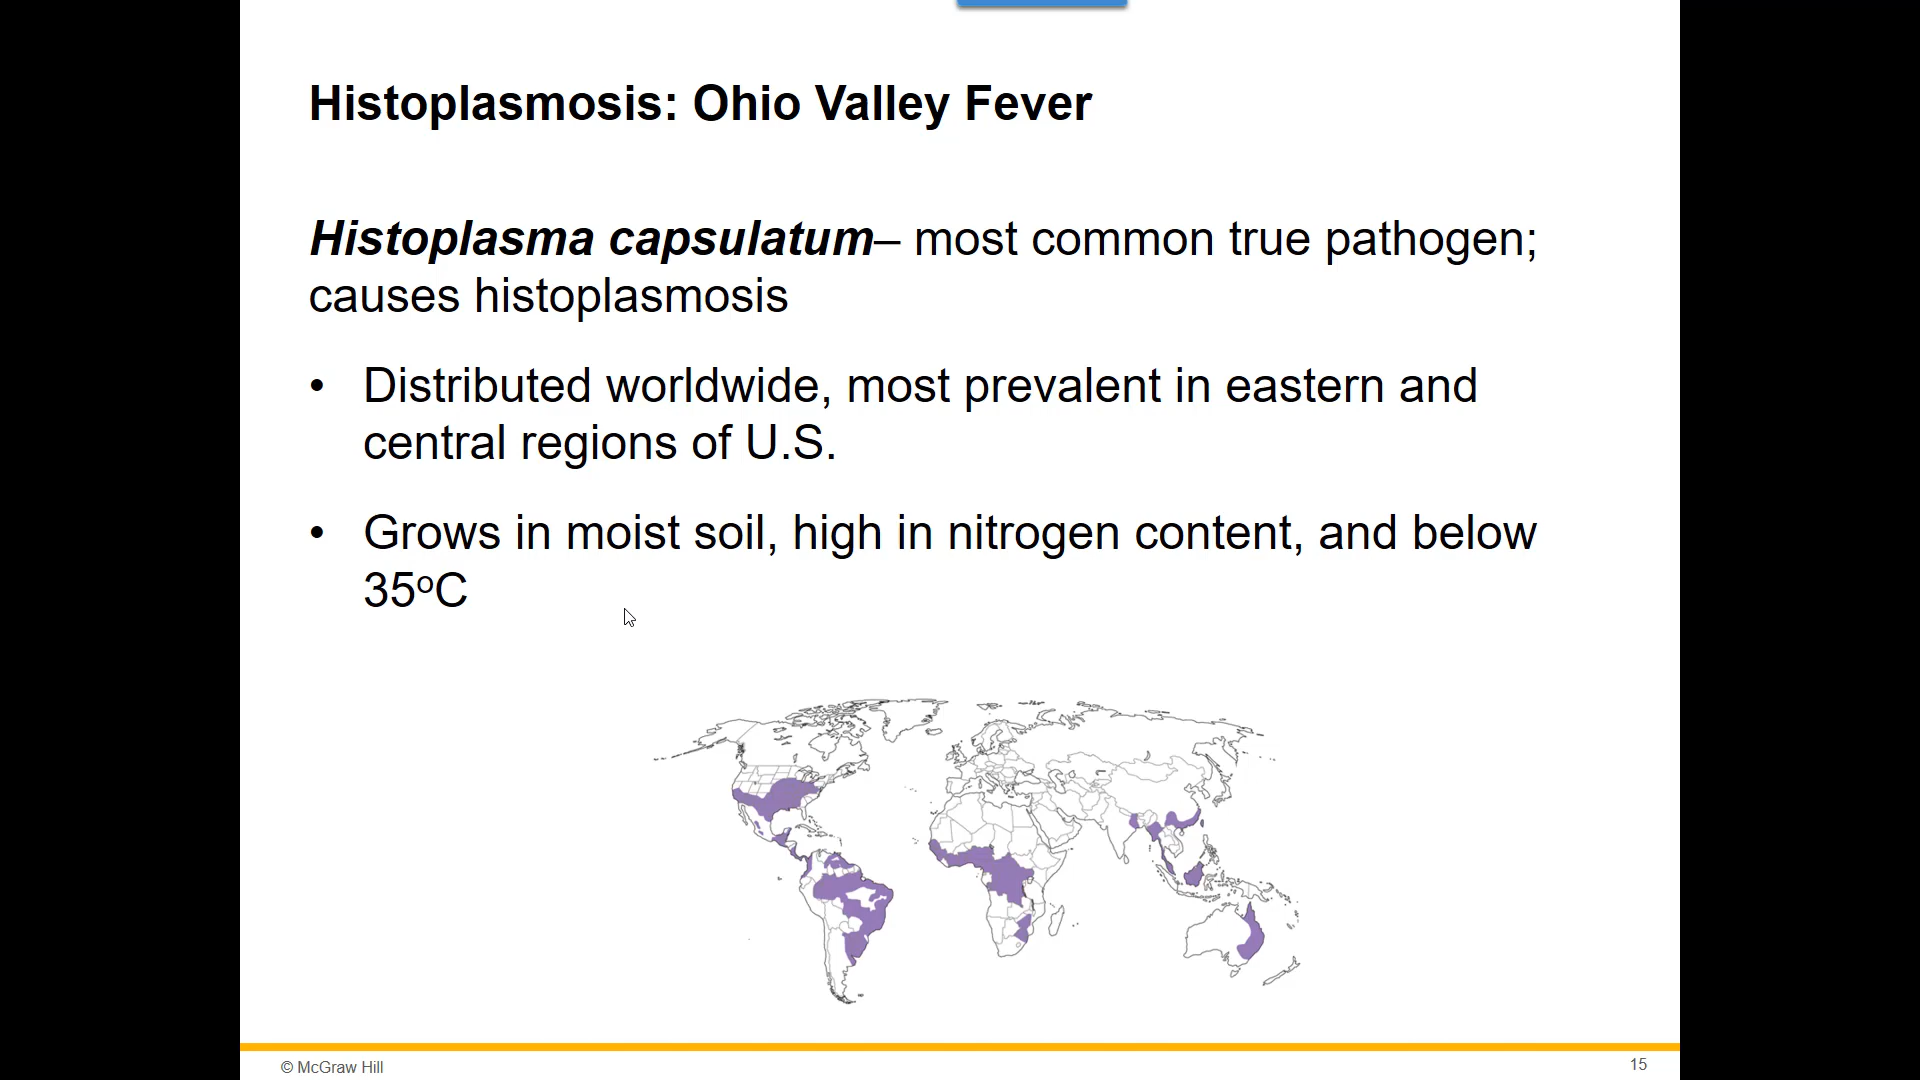 Histoplasmosis: Ohio Valley Fever
Histoplasma capsulatum– most common true pathogen;
causes histoplasmosis
• Distributed worldwide, most prevalent in eastern and
central regions of U.S.
• Grows in moist soil, high in nitrogen content, and below
35ºC
© McGraw Hill
15